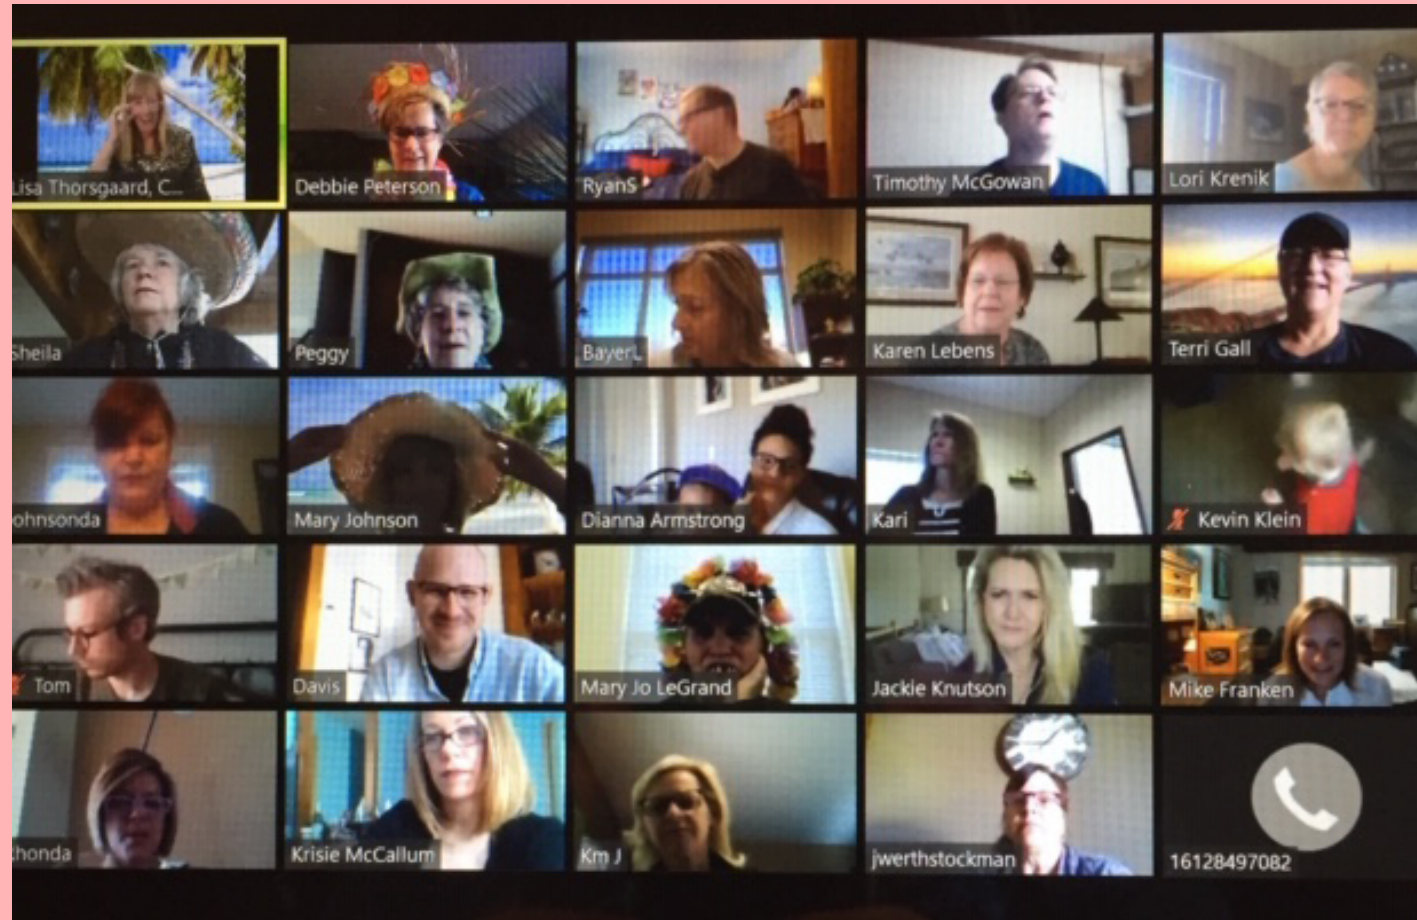 Lisa Thorsgaard, C...
Debbie Peterson
RyanS
Timothy McGowan
Lori Krenik
Sheila
Peggy
BayerL
Karen Lebens
Terri Gall
ohnsonda
Mary Johnson
Dianna Armstrong
Kari
Kevin Klein
Tom
Davis
Mary Jo LeGrand
Jackie Knutson
Mike Franken
honda
Krisie McCallum
Km J
jwerthstockman
16128497082